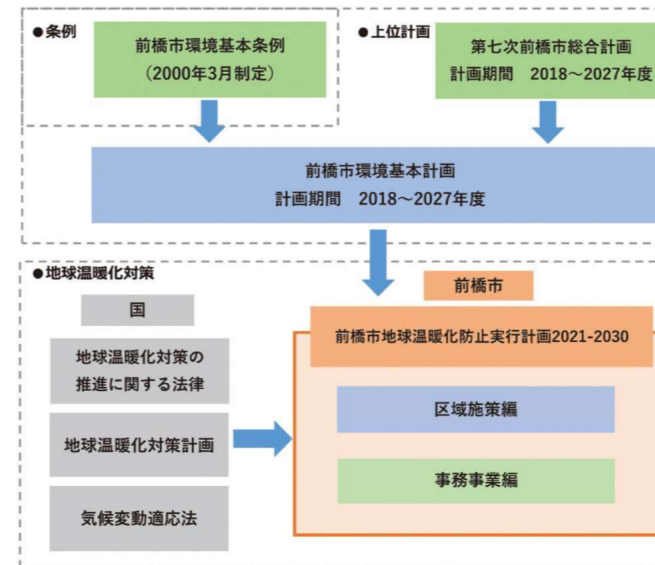 ●条例
前橋市環境基本条例
（2000年3月制定）
●上位計画
第七次前橋市総合計画
計画期間　2018～2027年度
前橋市環境基本計画
計画期間　2018～2027年度
●地球温暖化対策
国
地球温暖化対策の
推進に関する法律
地球温暖化対策計画
気候変動適応法
前橋市
前橋市地球温暖化防止実行計画2021-2030
区域施策編
事務事業編